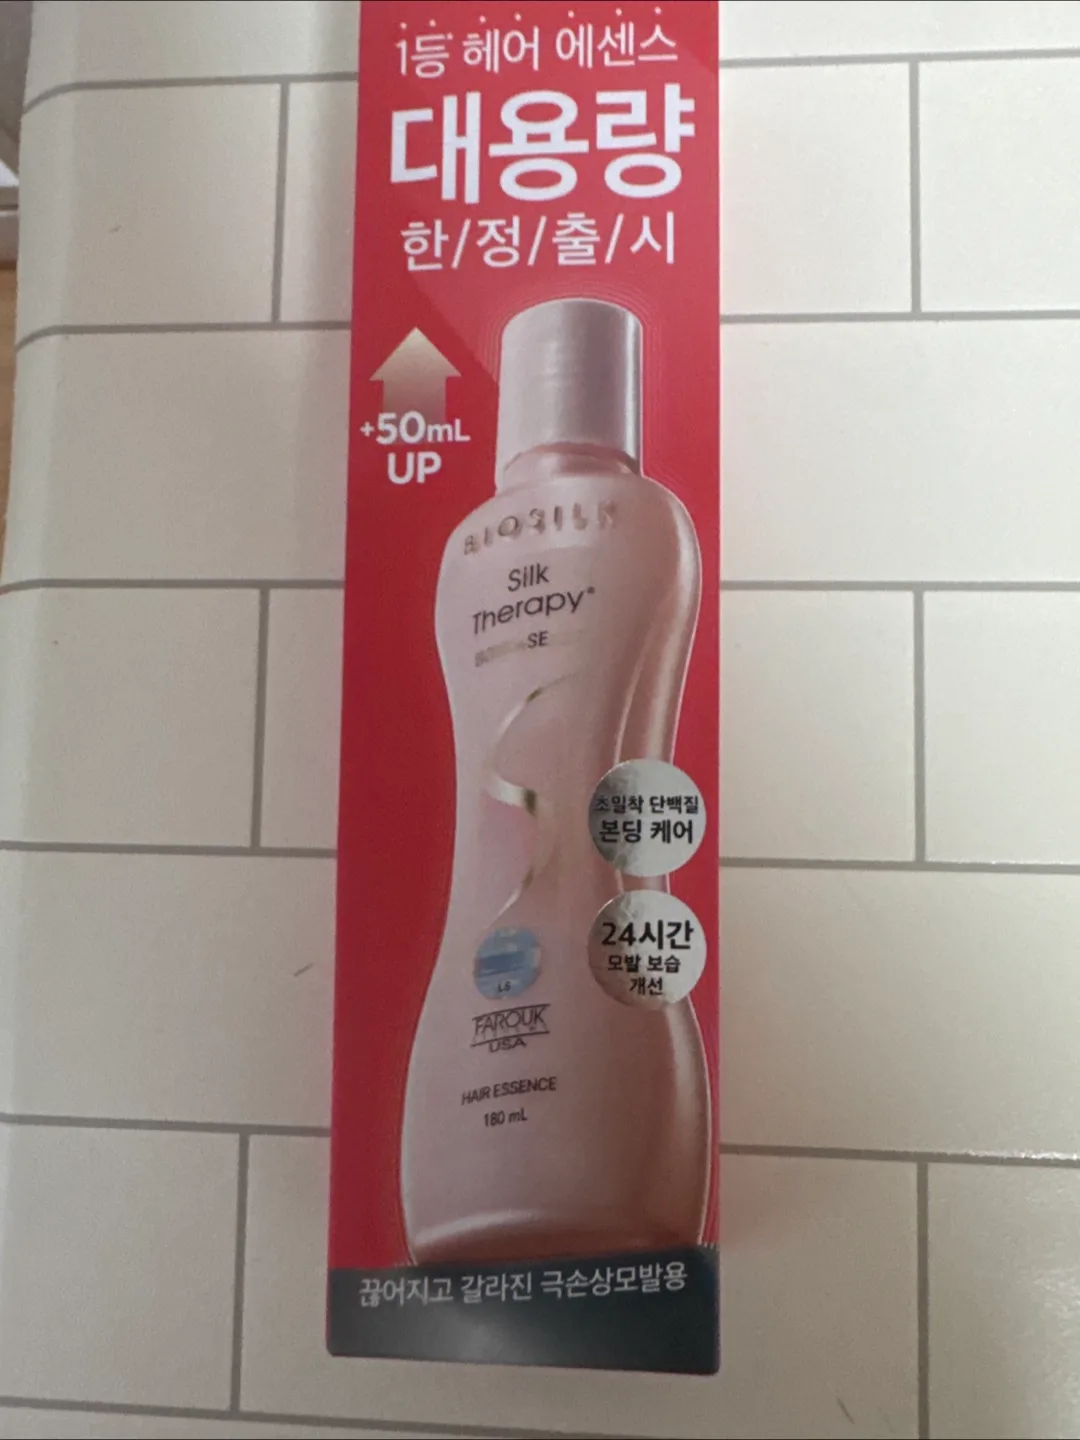 1등 헤어 에센스
대용량
한/정/출/시
+50mL
UP
BIOSILK
Silk
Therapy®
SE
초밀착 단백질
본딩 케어
24시간
모발 보습
개선
LG
FAROUK
USA
HAIR ESSENCE
180 mL
끊어지고 갈라진 극손상모발용